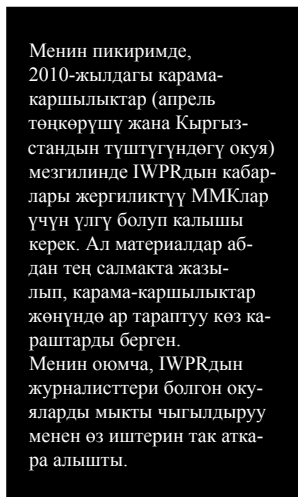 Менин пикиримде,
2010-жылдагы карама-
каршылыктар (апрель
төңкөрүшү жана Кыргыз-
стандын түштүгүндөгү окуя)
мезгилинде IWPRдын кабар-
лары жергиликтүү ММКлар
үчүн үлгү болуп калышы
керек. Ал материалдар аб-
дан тең салмакта жазы-
лып, карама-каршылыктар
жөнүндө ар тараптуу көз ка-
раштарды берген.
Менин оюмча, IWPRдын
журналисттери болгон оку-
яларды мыкты чыгылдыруу
менен өз иштерин так атка-
ра алышты.